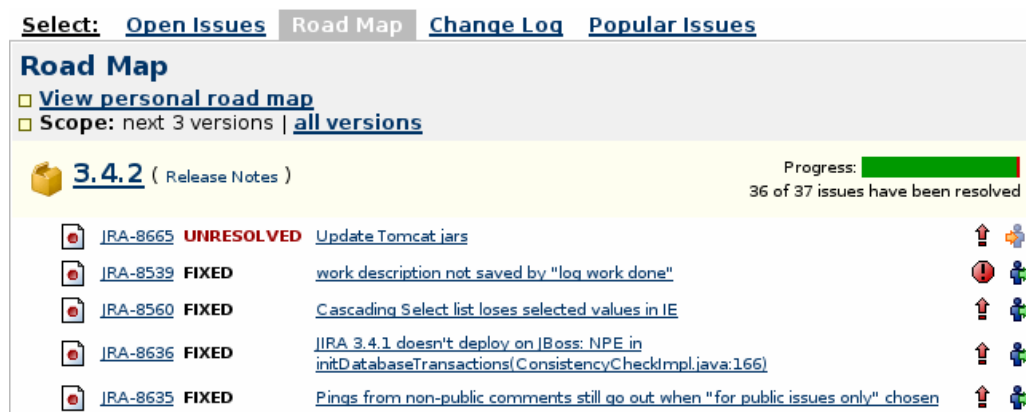 Select: Open Issues Road Map Change Log Popular Issues
Road Map
View personal road map
Scope: next 3 versions | all versions
3.4.2 ( Release Notes ) Progress:
36 of 37 issues have been resolved
JRA-8665 UNRESOLVED Update Tomcat jars
JRA-8539 FIXED work description not saved by "log work done"
JRA-8560 FIXED Cascading Select list loses selected values in IE
JRA-8636 FIXED JIRA 3.4.1 doesn't deploy on JBoss: NPE in
initDatabaseTransactions(ConsistencyCheckImpl.java:166)
JRA-8635 FIXED Pings from non-public comments still go out when "for public issues only" chosen